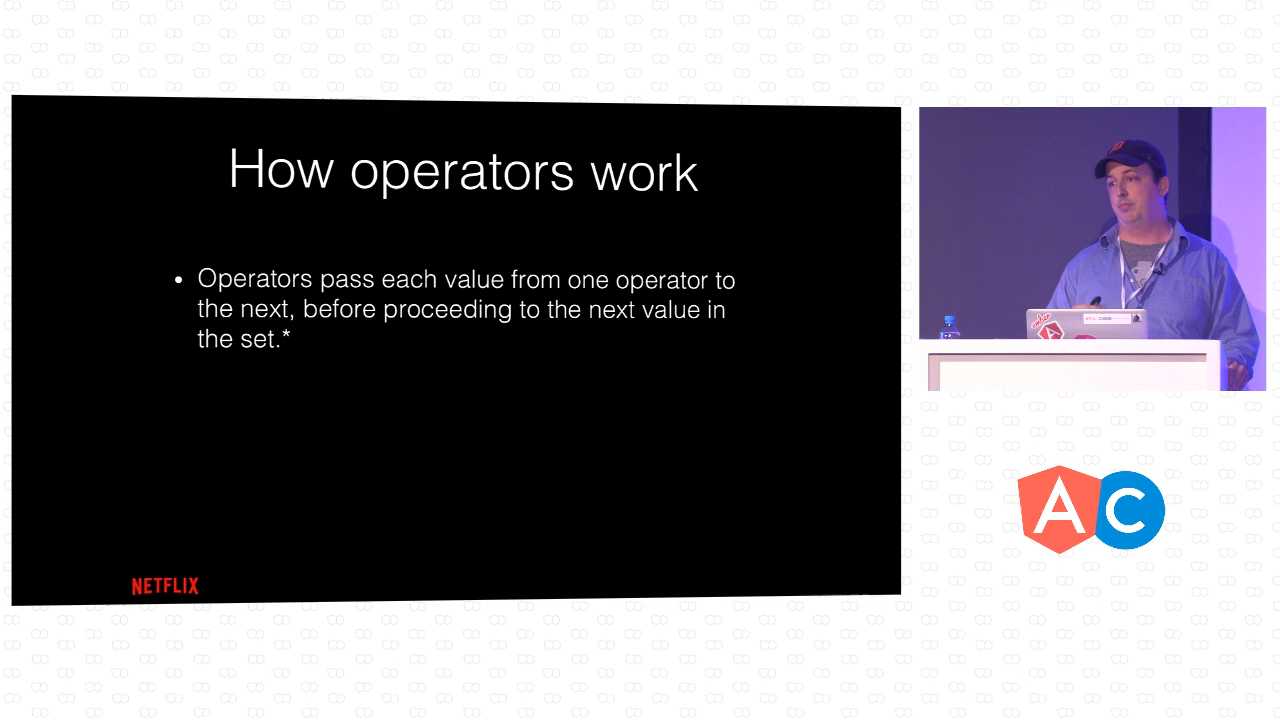 How operators work
• Operators pass each value from one operator to
the next, before proceeding to the next value in
the set.*
NETFLIX
A C